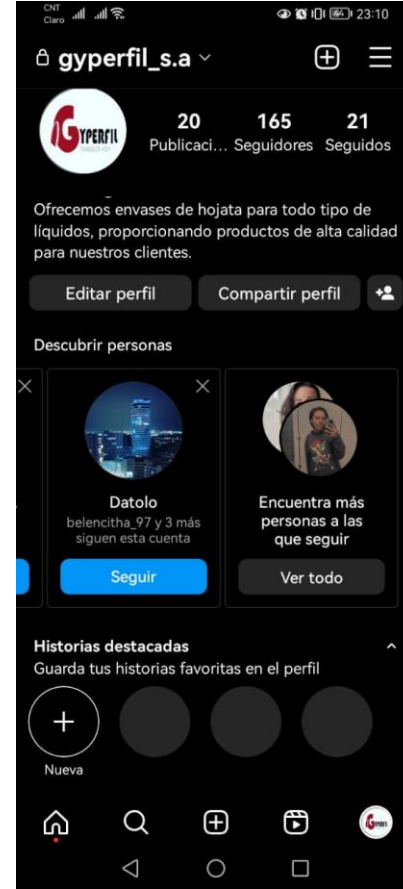 CNT
Claro
23:10
gyperfil_s.a
GYPERFIL
20
165
21
Publicaci...
Seguidores
Seguidos
Ofrecemos envases de hojata para todo tipo de
líquidos, proporcionando productos de alta calidad
para nuestros clientes.
Editar perfil
Compartir perfil
Descubrir personas
Datolo
belencitha_97 y 3 más
siguen esta cuenta
Seguir
Encuentra más
personas a las
que seguir
Ver todo
Historias destacadas
Guarda tus historias favoritas en el perfil
Nueva